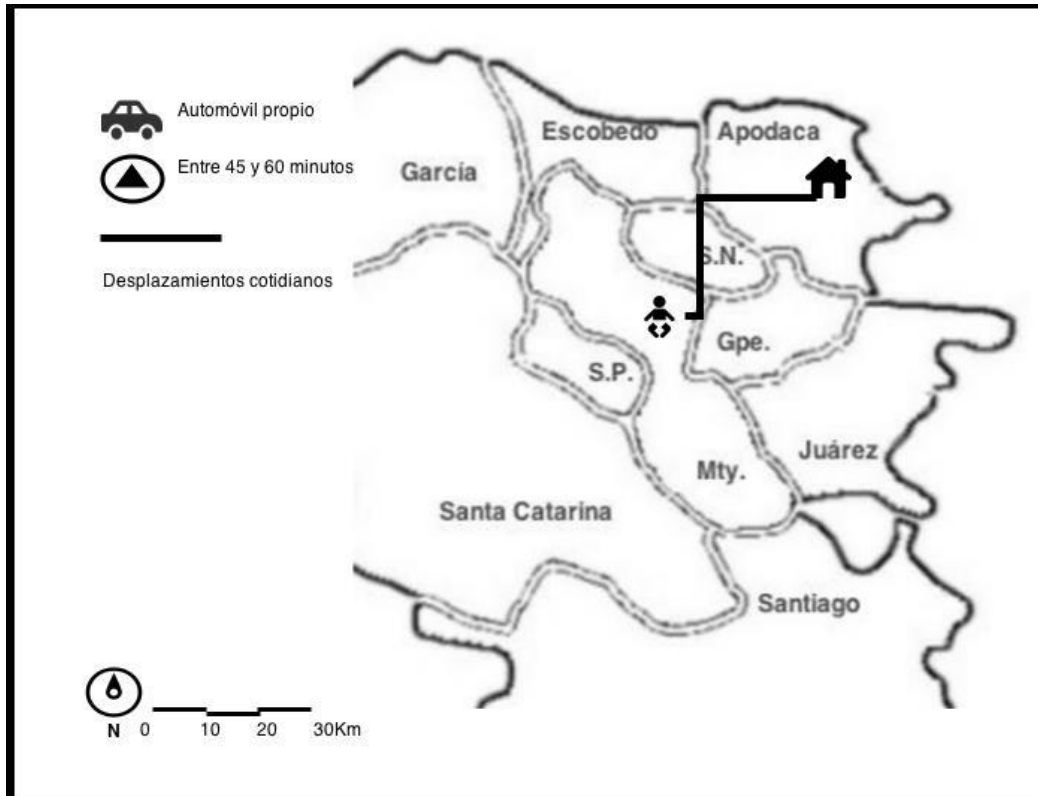 Automóvil propio
Entre 45 y 60 minutos
Desplazamientos cotidianos
Escobedo
Apodaca
García
S.N.
Gpe.
S.P.
Juárez
Mty.
Santa Catarina
Santiago
N 0 10 20 30Km